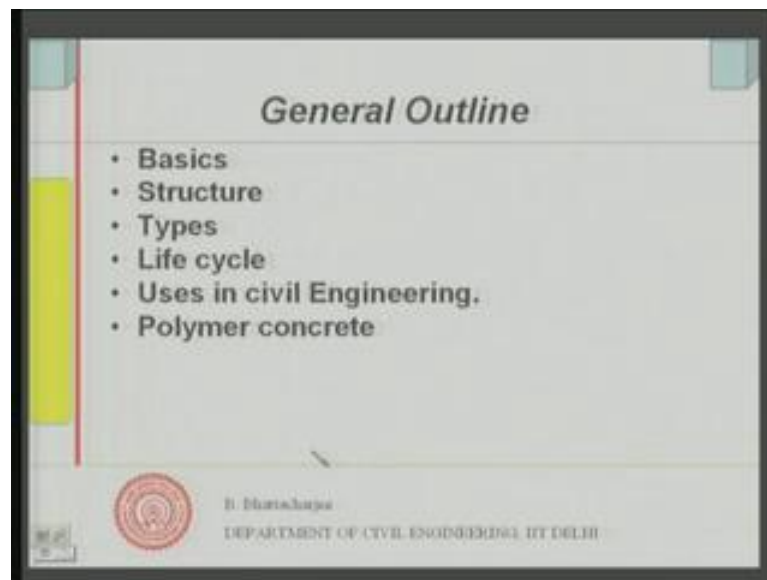 General Outline
• Basics
• Structure
• Types
• Life cycle
• Uses in civil Engineering.
• Polymer concrete
B. Bhattacharjee
DEPARTMENT OF CIVIL ENGINEERING, IIT DELHI